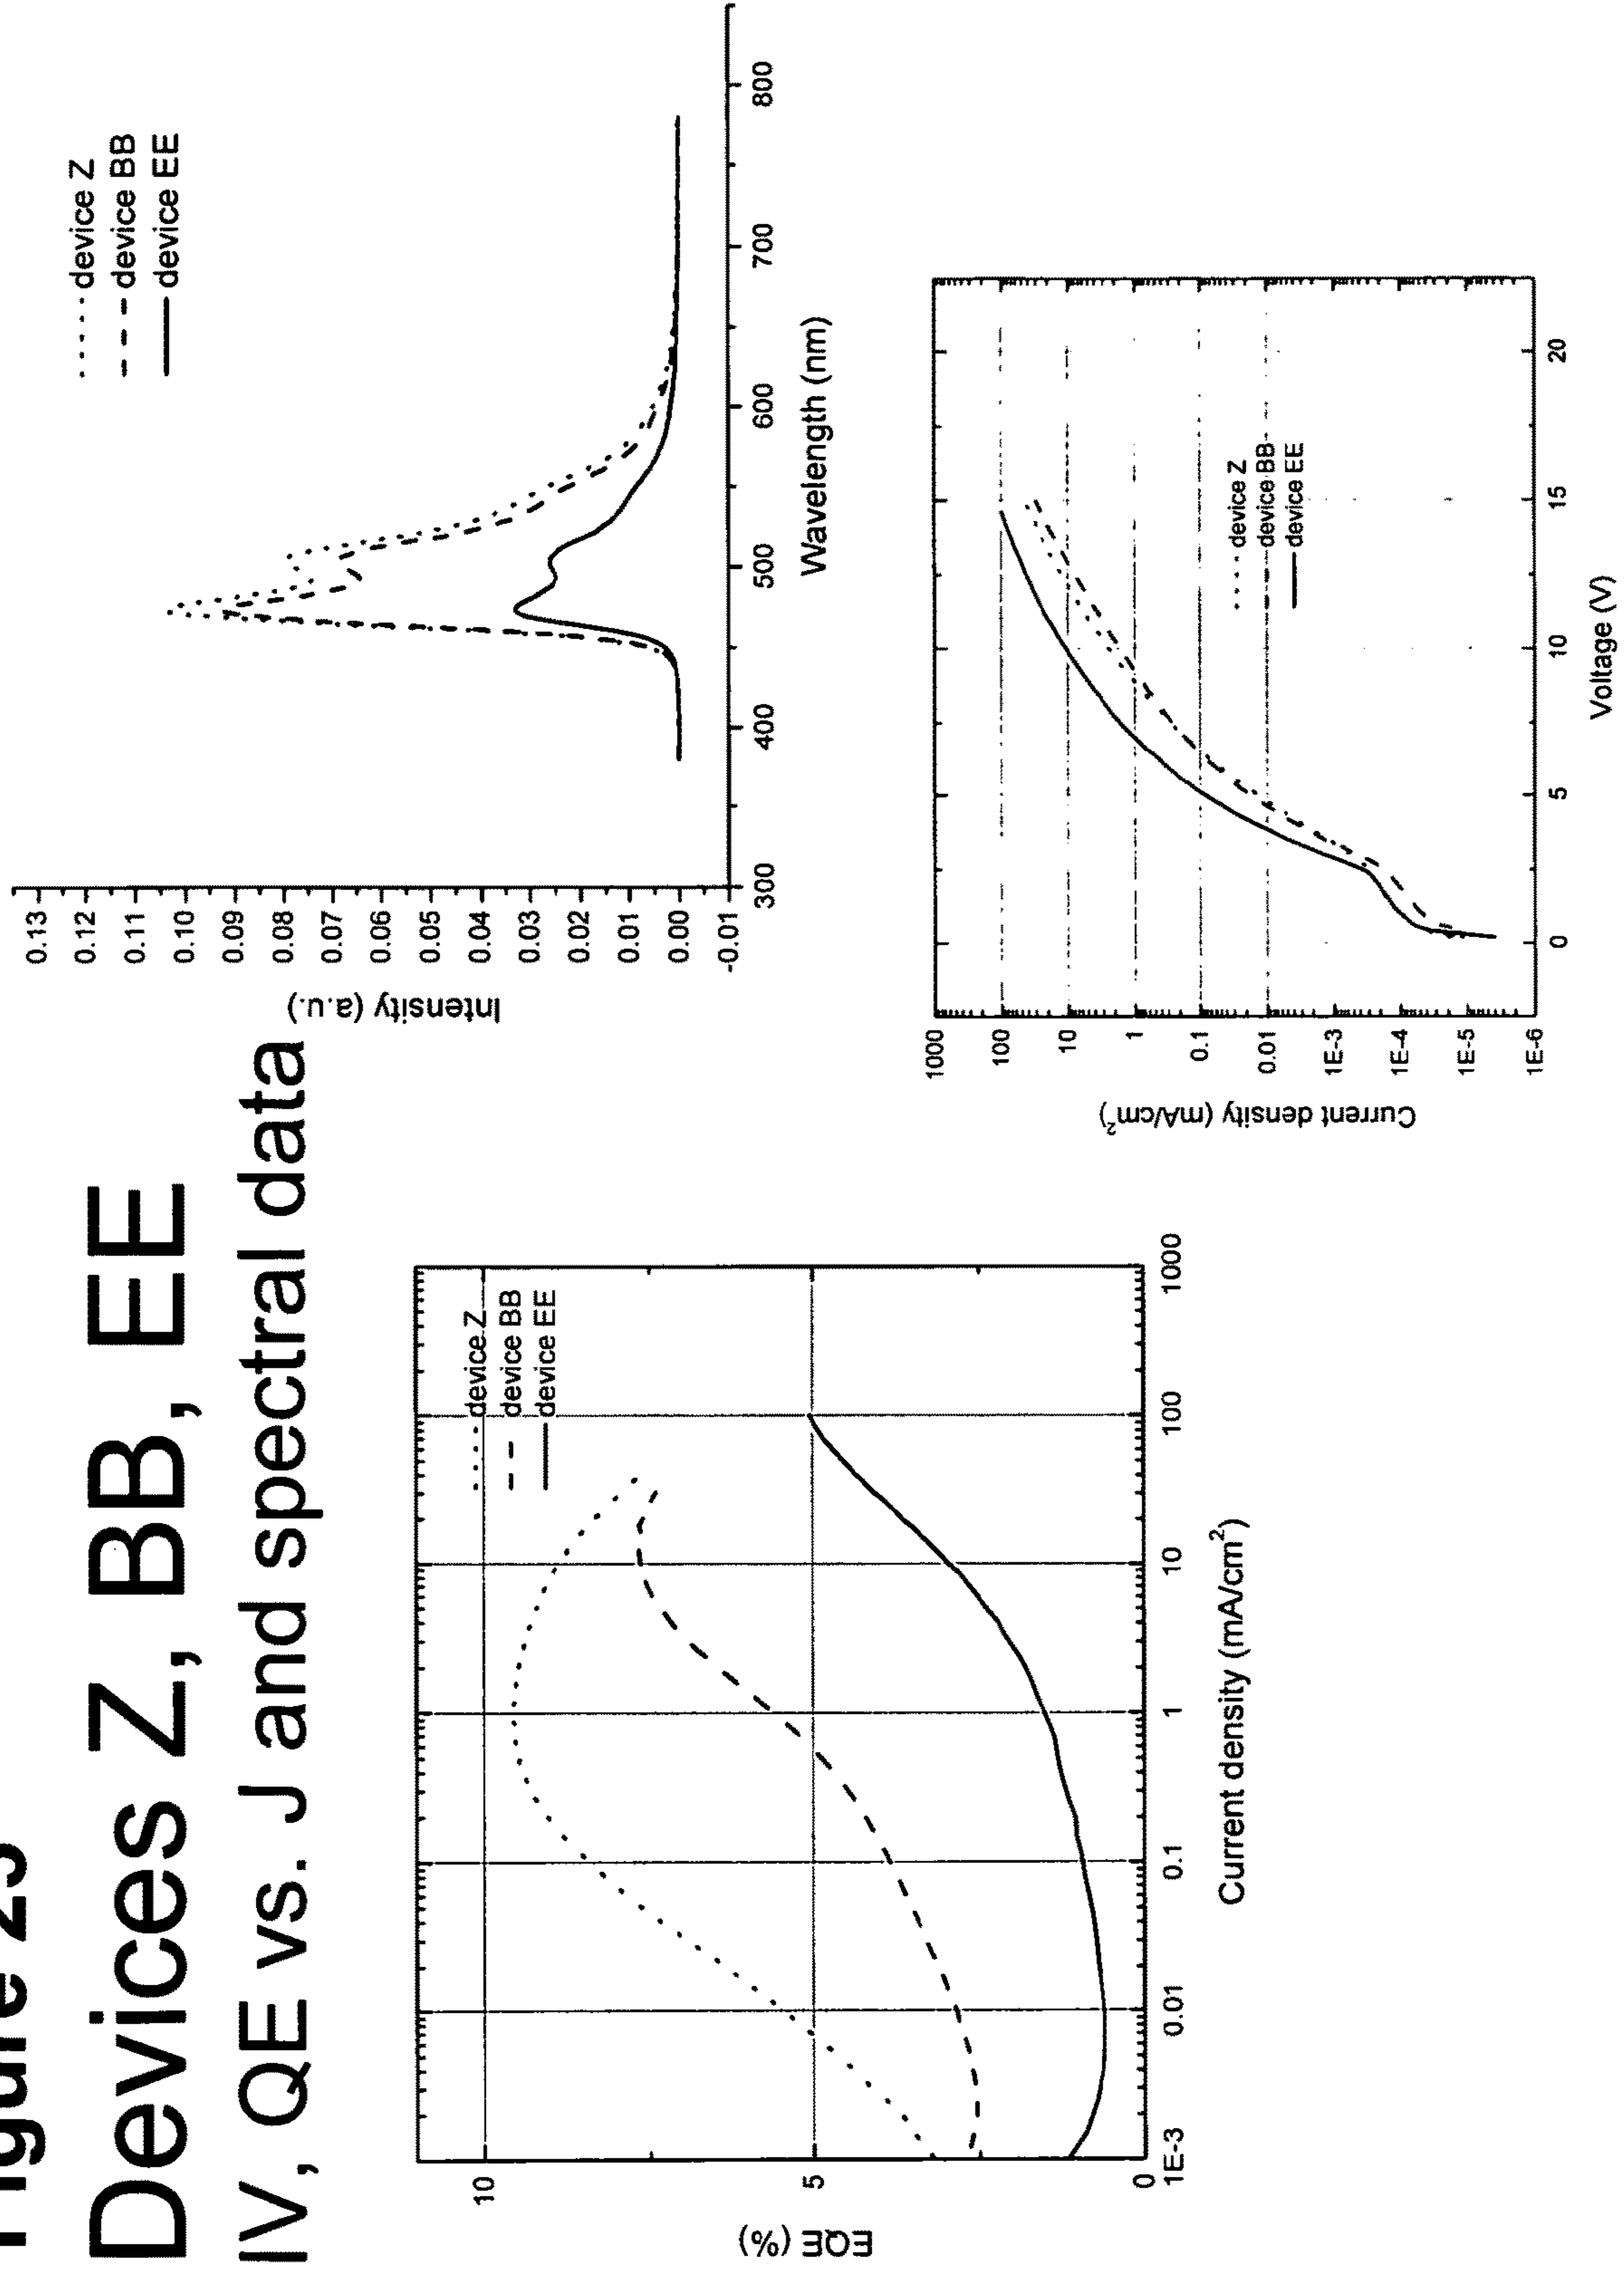 Figure 23
Devices Z, BB, EE
IV, QE vs. J and spectral data
EQE (%)
10
5
0
1E-3
0.01
0.1
1
10
100
1000
Current density (mA/cm²)
device Z
device BB
device EE
Intensity (a.u.)
0.13
0.12
0.11
0.10
0.09
0.08
0.07
0.06
0.05
0.04
0.03
0.02
0.01
0.00
-0.01
300
400
500
600
700
800
Wavelength (nm)
device Z
device BB
device EE
Current density (mA/cm²)
1000
100
10
1
0.1
0.01
1E-3
1E-4
1E-5
1E-6
0
5
10
15
20
Voltage (V)
device Z
device BB
device EE